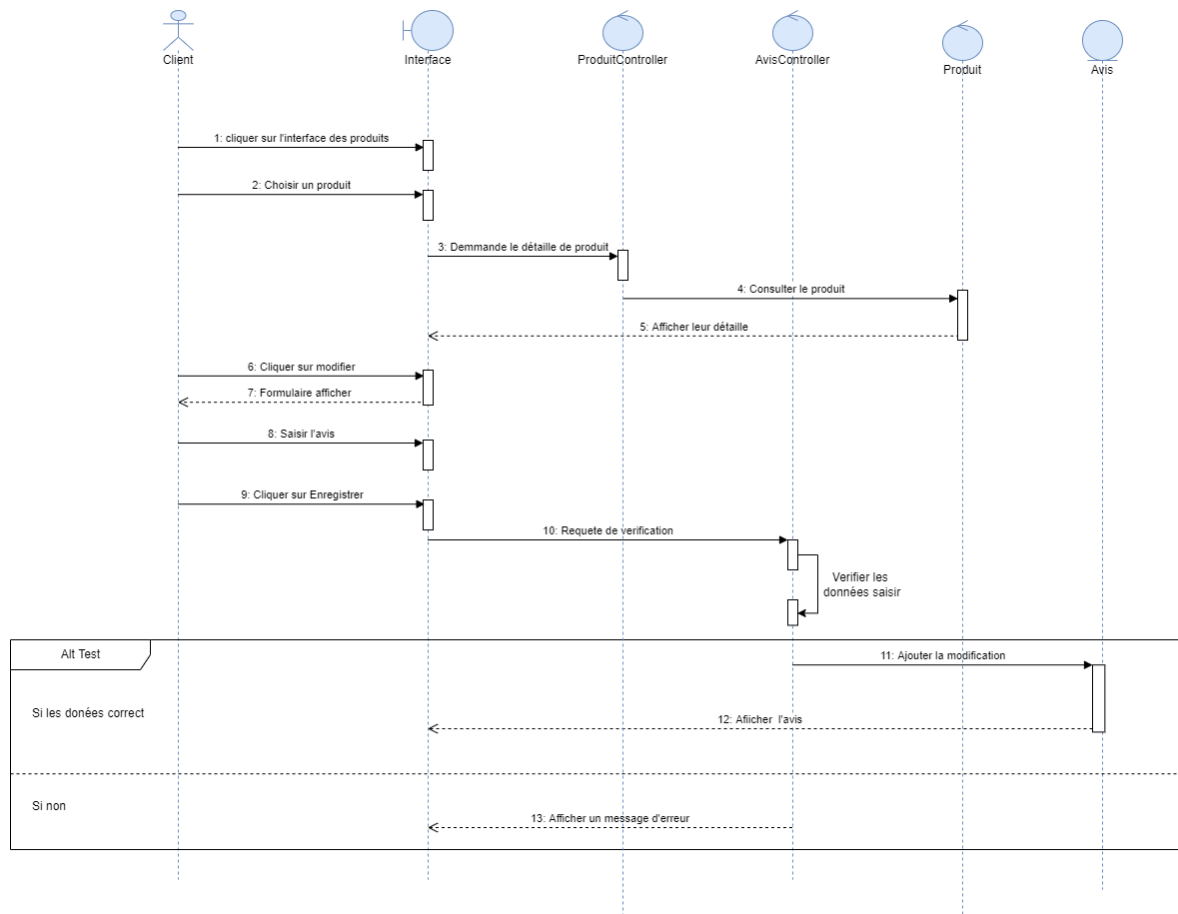 Client
Interface
ProduitController
AvisController
Produit
Avis
1: cliquer sur l'interface des produits
2: Choisir un produit
3: Demmande le détaille de produit
4: Consulter le produit
5: Afficher leur détaille
6: Cliquer sur modifier
7: Formulaire afficher
8: Saisir l'avis
9: Cliquer sur Enregistrer
10: Requete de verification
Verifier les
données saisir
Alt Test
11: Ajouter la modification
Si les donées correct
12: Afiicher l'avis
Si non
13: Afficher un message d'erreur